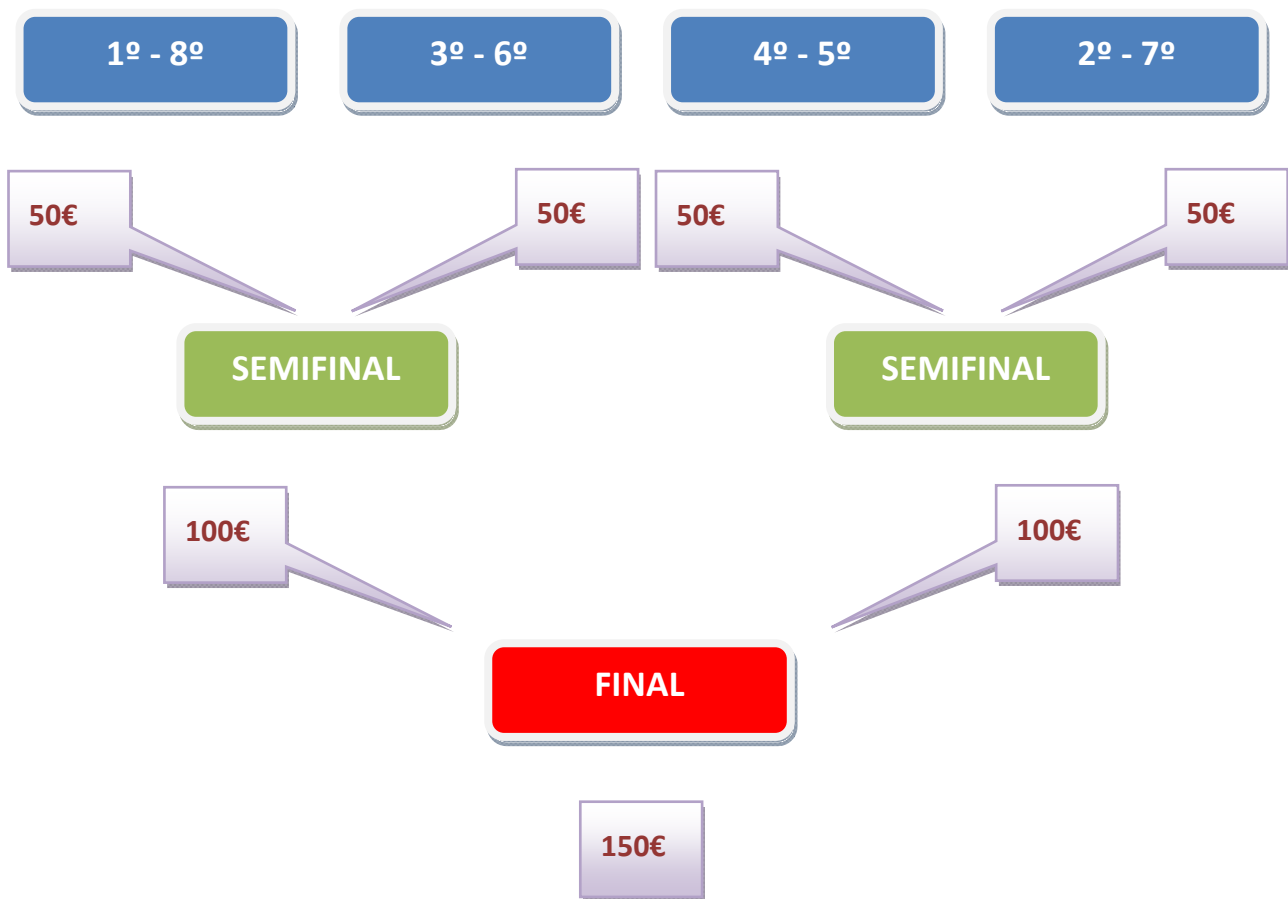 1º - 8º
3º - 6º
4º - 5º
2º - 7º
50€
50€
50€
50€
SEMIFINAL
SEMIFINAL
100€
100€
FINAL
150€